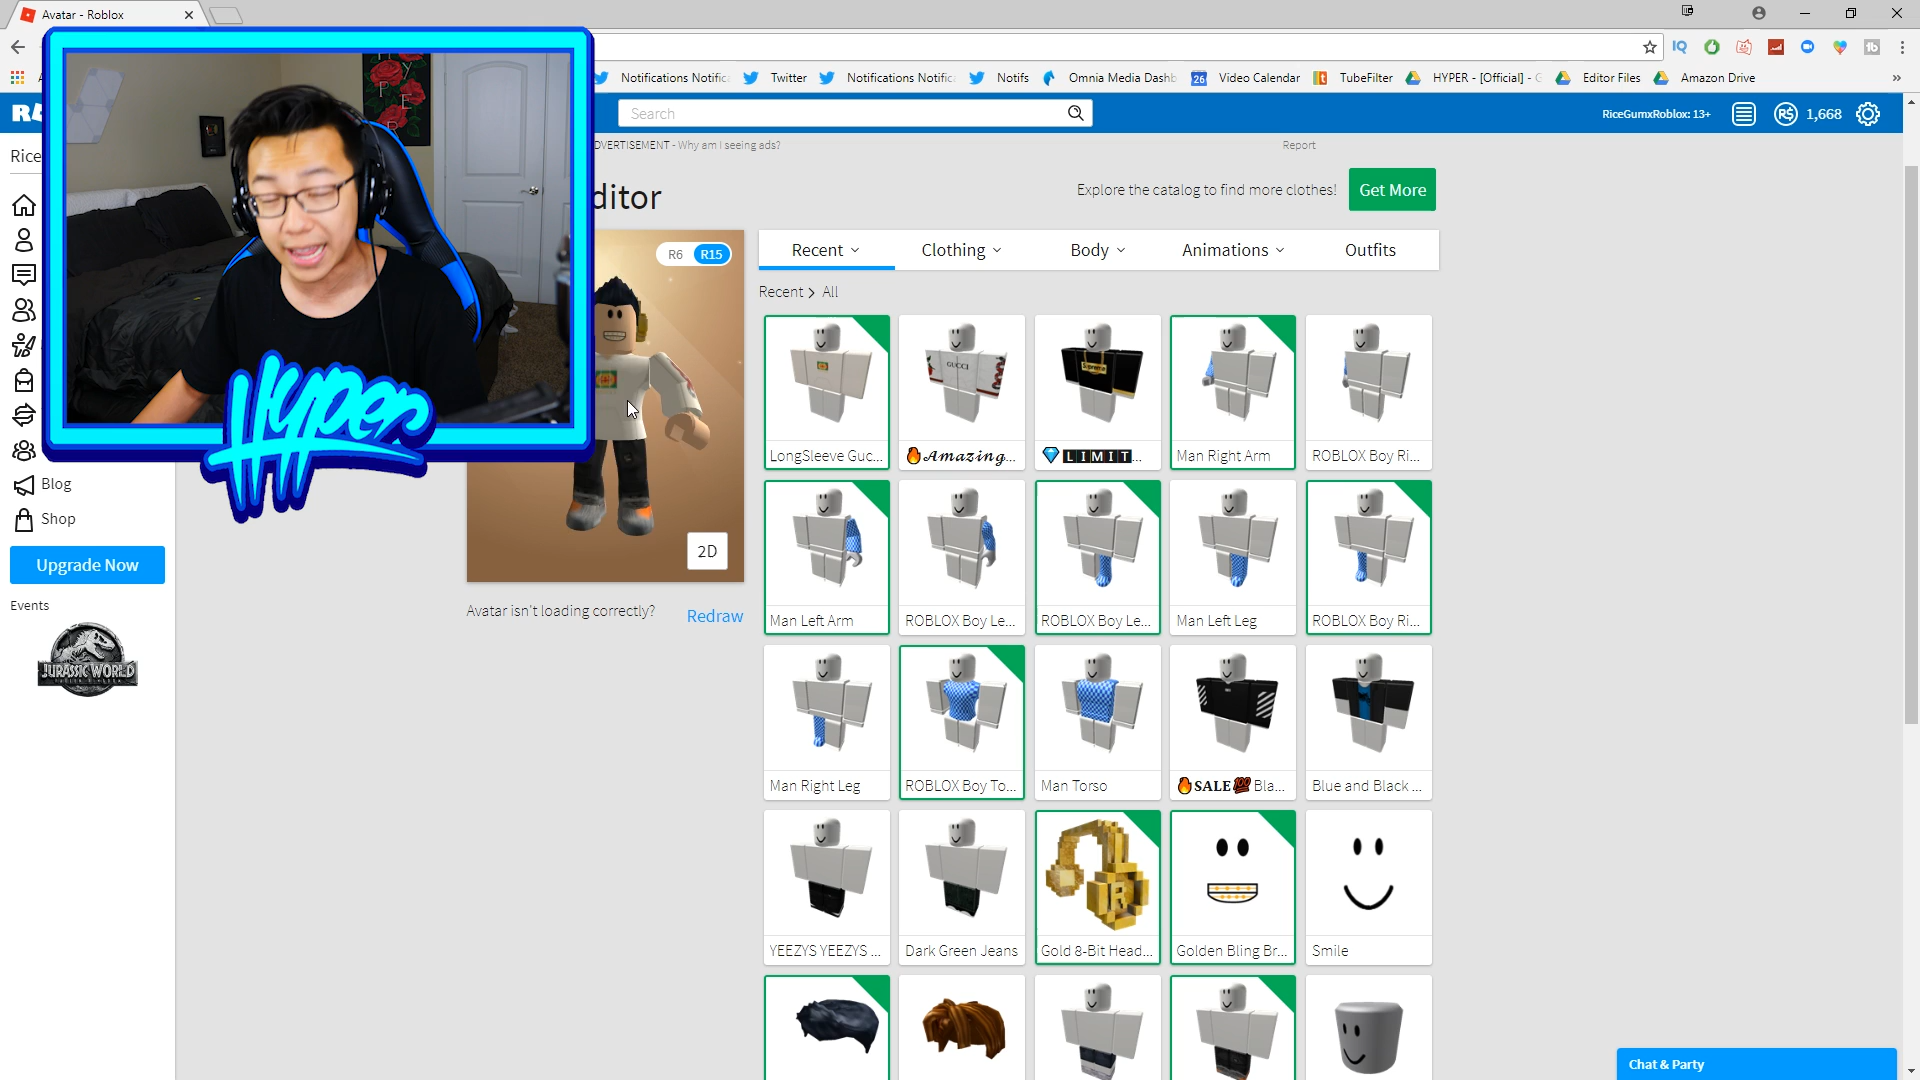 Avatar - Roblox
Notifications Notific
Twitter
Notifications Notific
Notifs
Omnia Media Dashb
26
Video Calendar
TubeFilter
HYPER - [Official] - G
Editor Files
Amazon Drive
»
Search
RiceGumxRoblox: 13+
R$
1,668
DVERTISEMENT - Why am I seeing ads?
Report
Rice
ditor
Explore the catalog to find more clothes!
Get More
R6
R15
Recent
Clothing
Body
Animations
Outfits
Recent > All
Hyper
LongSleeve Guc...
🔥𝓐𝓶𝓪𝔃𝓲𝓷𝓰...
💎🅻🅸🅼🅸🆃...
Man Right Arm
ROBLOX Boy Ri...
Blog
Shop
Upgrade Now
Events
JURASSIC WORLD
2D
Avatar isn't loading correctly?
Redraw
Man Left Arm
ROBLOX Boy Le...
ROBLOX Boy Le...
Man Left Leg
ROBLOX Boy Ri...
Man Right Leg
ROBLOX Boy To...
Man Torso
🔥SALE💯 Bla...
Blue and Black ...
YEEZYS YEEZYS ...
Dark Green Jeans
Gold 8-Bit Head...
Golden Bling Br...
Smile
Chat & Party